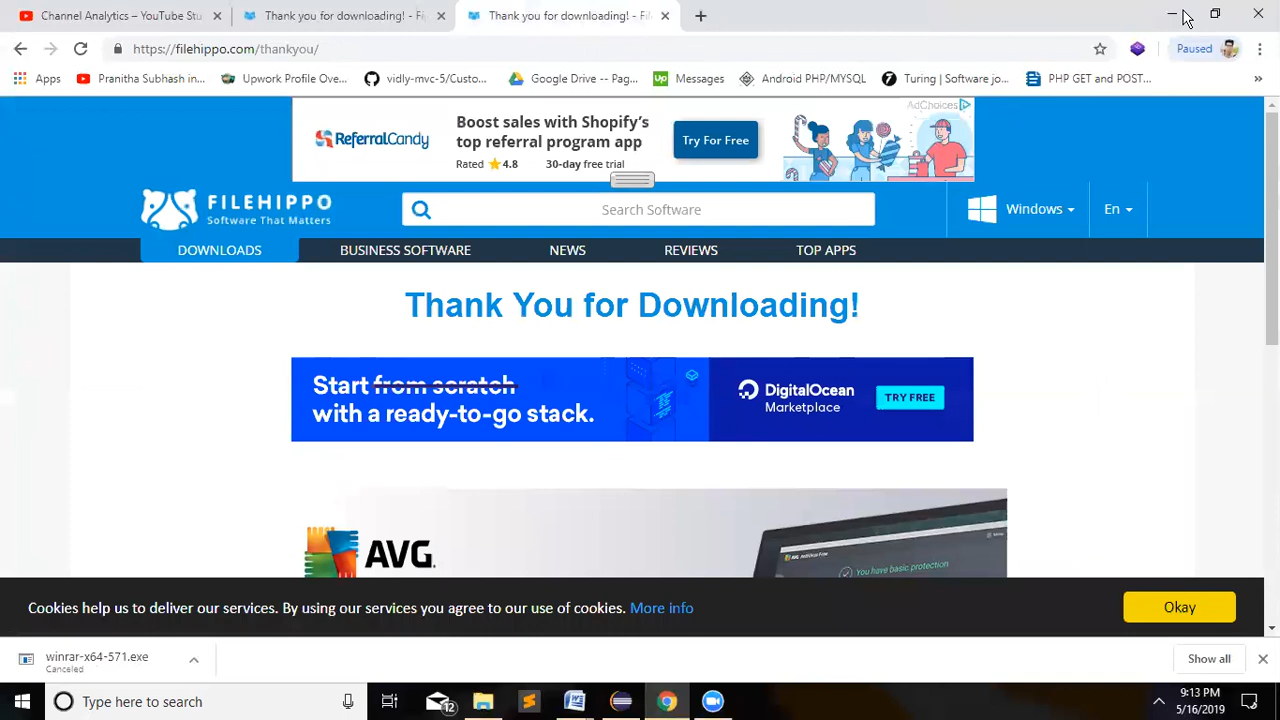 Channel Analytics – YouTube Stu
Thank you for downloading! - Fi
Thank you for downloading! - Fil
https://filehippo.com/thankyou/
Paused
Apps
Pranitha Subhash in...
Upwork Profile Ove...
vidly-mvc-5/Custo...
Google Drive -- Pag...
Up
Messages
Android PHP/MYSQL
Turing | Software jo...
PHP GET and POST...
»
AdChoices
ReferralCandy
Boost sales with Shopify's
top referral program app
Rated 4.8 30-day free trial
Try For Free
FILEHIPPO
Software That Matters
Search Software
Windows
En
DOWNLOADS
BUSINESS SOFTWARE
NEWS
REVIEWS
TOP APPS
Thank You for Downloading!
Start from scratch
with a ready-to-go stack.
DigitalOcean
Marketplace
TRY FREE
AVG
You have basic protection
Cookies help us to deliver our services. By using our services you agree to our use of cookies. More info
Okay
winrar-x64-571.exe
Canceled
Show all
Type here to search
12
9:13 PM
5/16/2019